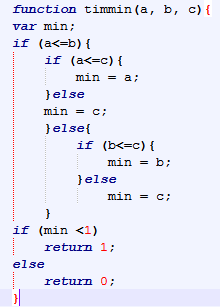 function timmin(a, b, c){
var min;
if (a<=b){
if (a<=c){
min = a;
}else
min = c;
}else{
if (b<=c){
min = b;
}else
min = c;
}
if (min <1)
return 1;
else
return 0;
}